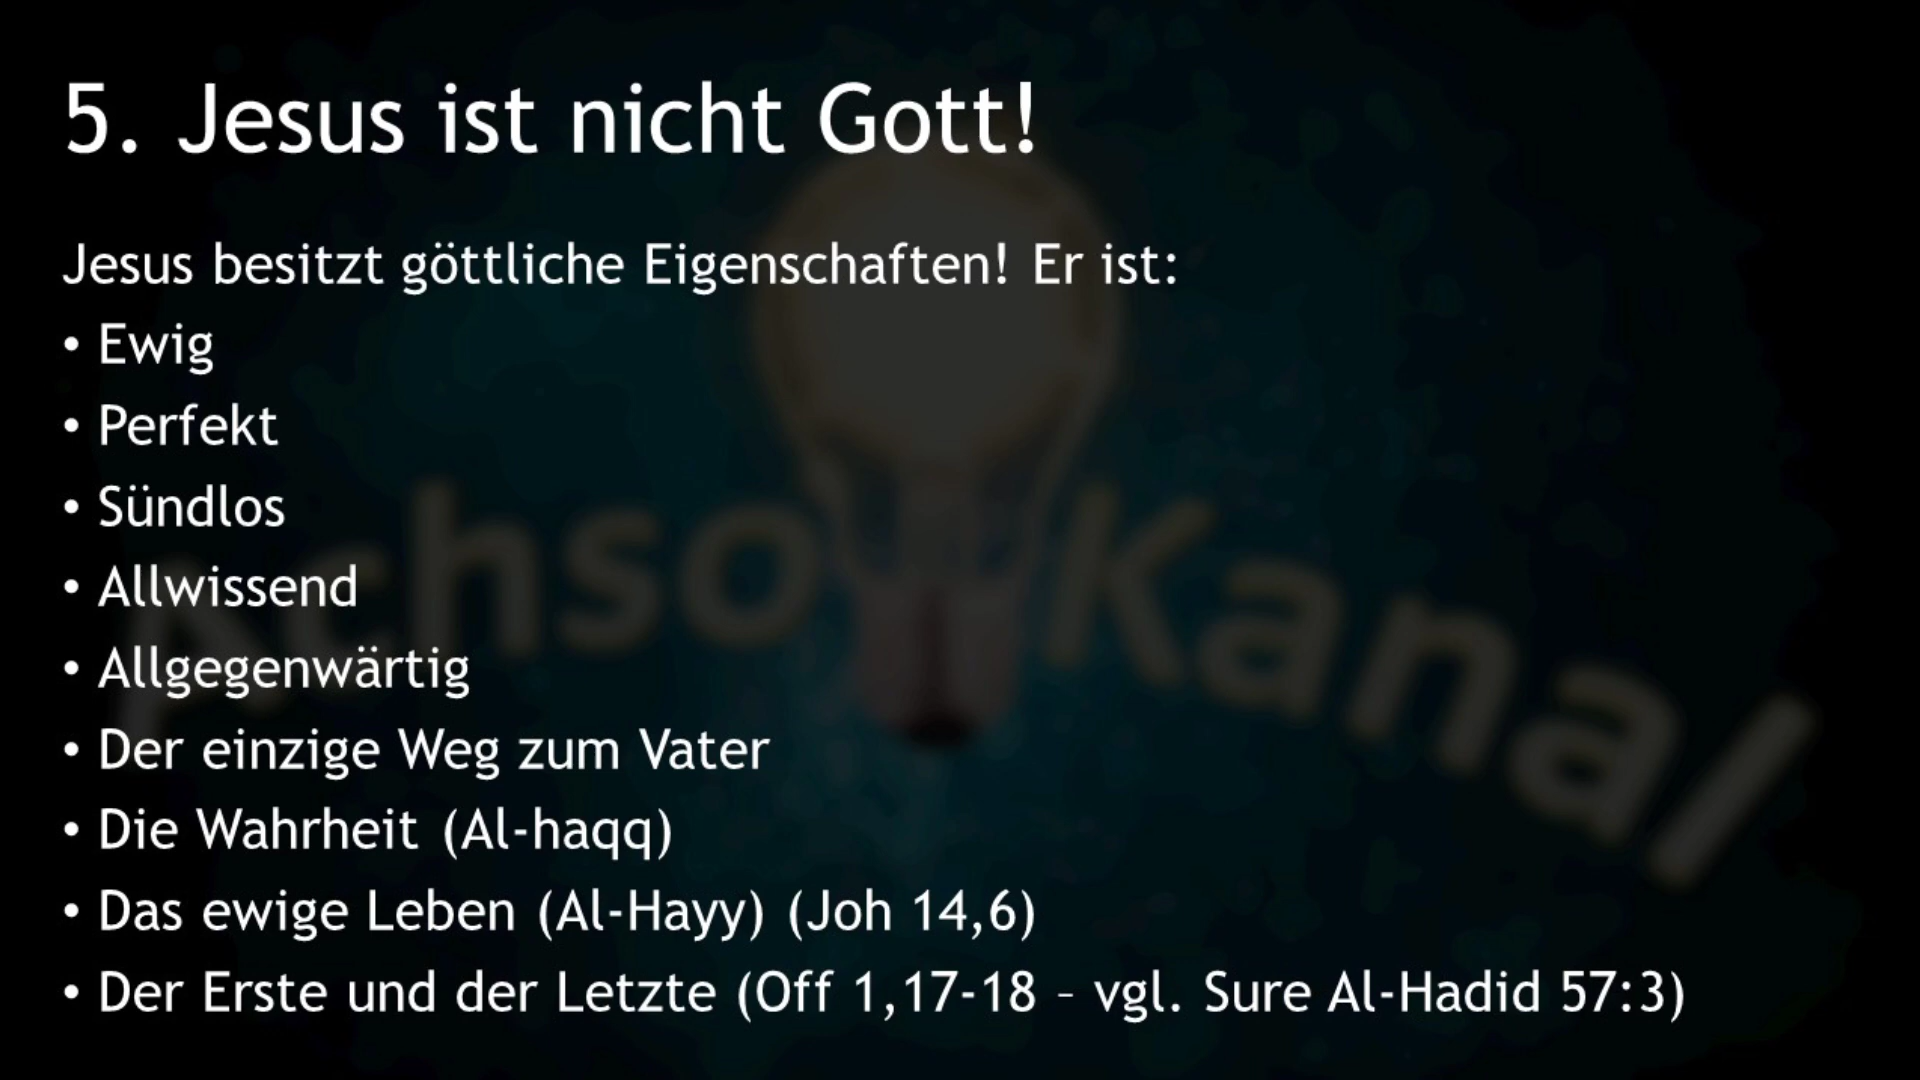 5. Jesus ist nicht Gott!
Jesus besitzt göttliche Eigenschaften! Er ist:
• Ewig
• Perfekt
• Sündlos
• Allwissend
• Allgegenwärtig
• Der einzige Weg zum Vater
• Die Wahrheit (Al-haqq)
• Das ewige Leben (Al-Hayy) (Joh 14,6)
• Der Erste und der Letzte (Off 1,17-18 – vgl. Sure Al-Hadid 57:3)
Achso Kanal